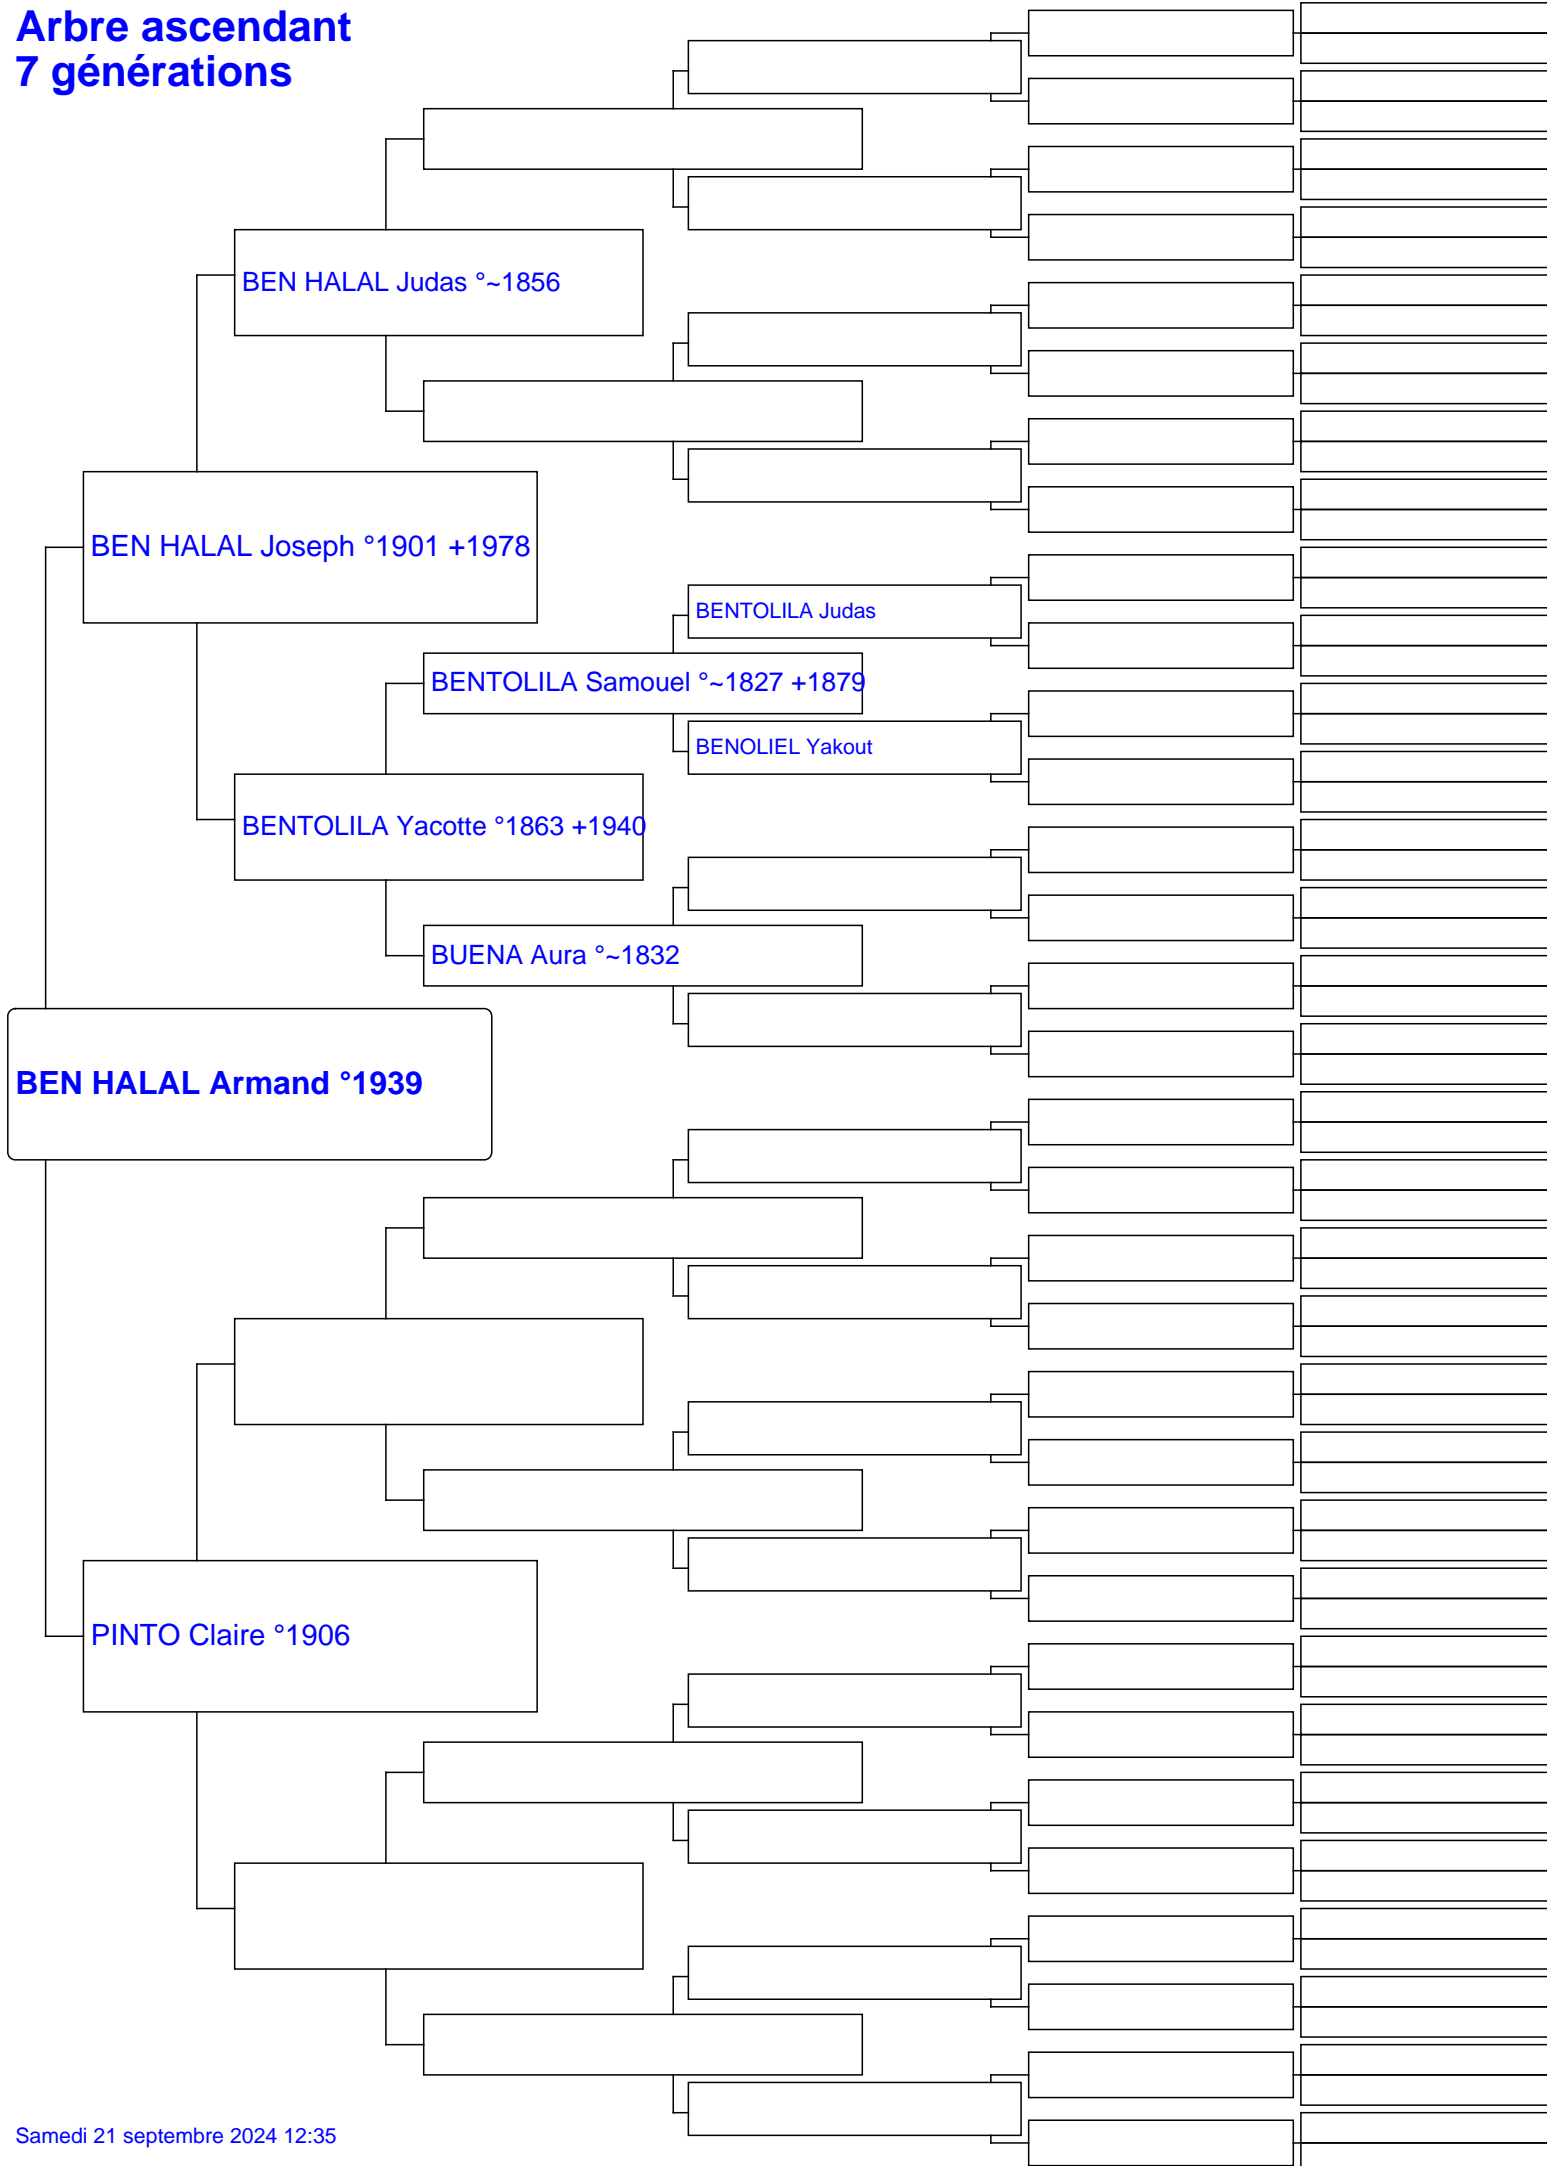 Arbre ascendant
7 générations
BEN HALAL Judas °~1856
BEN HALAL Joseph °1901 +1978
BENTOLILA Judas
BENTOLILA Samouel °~1827 +1879
BENOLIEL Yakout
BENTOLILA Yacotte °1863 +1940
BUENA Aura °~1832
BEN HALAL Armand °1939
PINTO Claire °1906
Samedi 21 septembre 2024 12:35